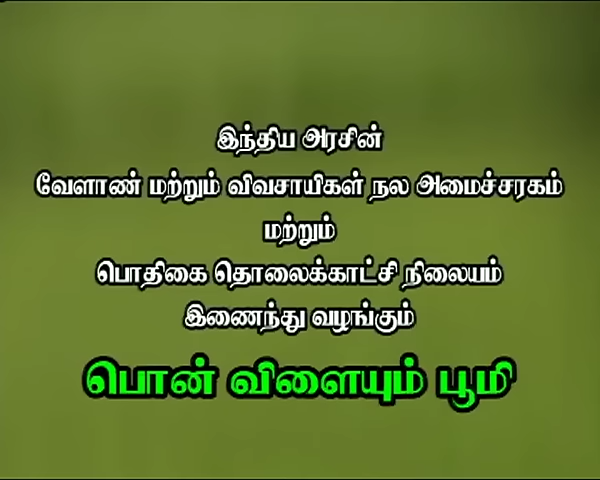 இந்திய அரசின்
வேளாண் மற்றும் விவசாயிகள் நல அமைச்சரகம்
மற்றும்
பொதிகை தொலைக்காட்சி நிலையம்
இணைந்து வழங்கும்
பொன் விளையும் பூமி